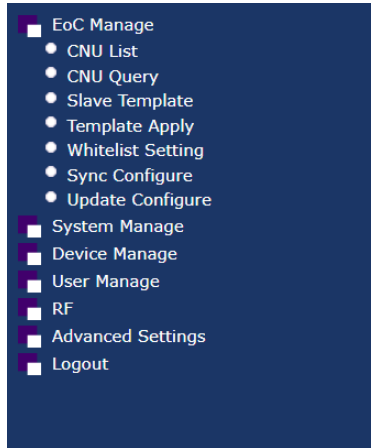 EoC Manage
CNU List
CNU Query
Slave Template
Template Apply
Whitelist Setting
Sync Configure
Update Configure
System Manage
Device Manage
User Manage
RF
Advanced Settings
Logout